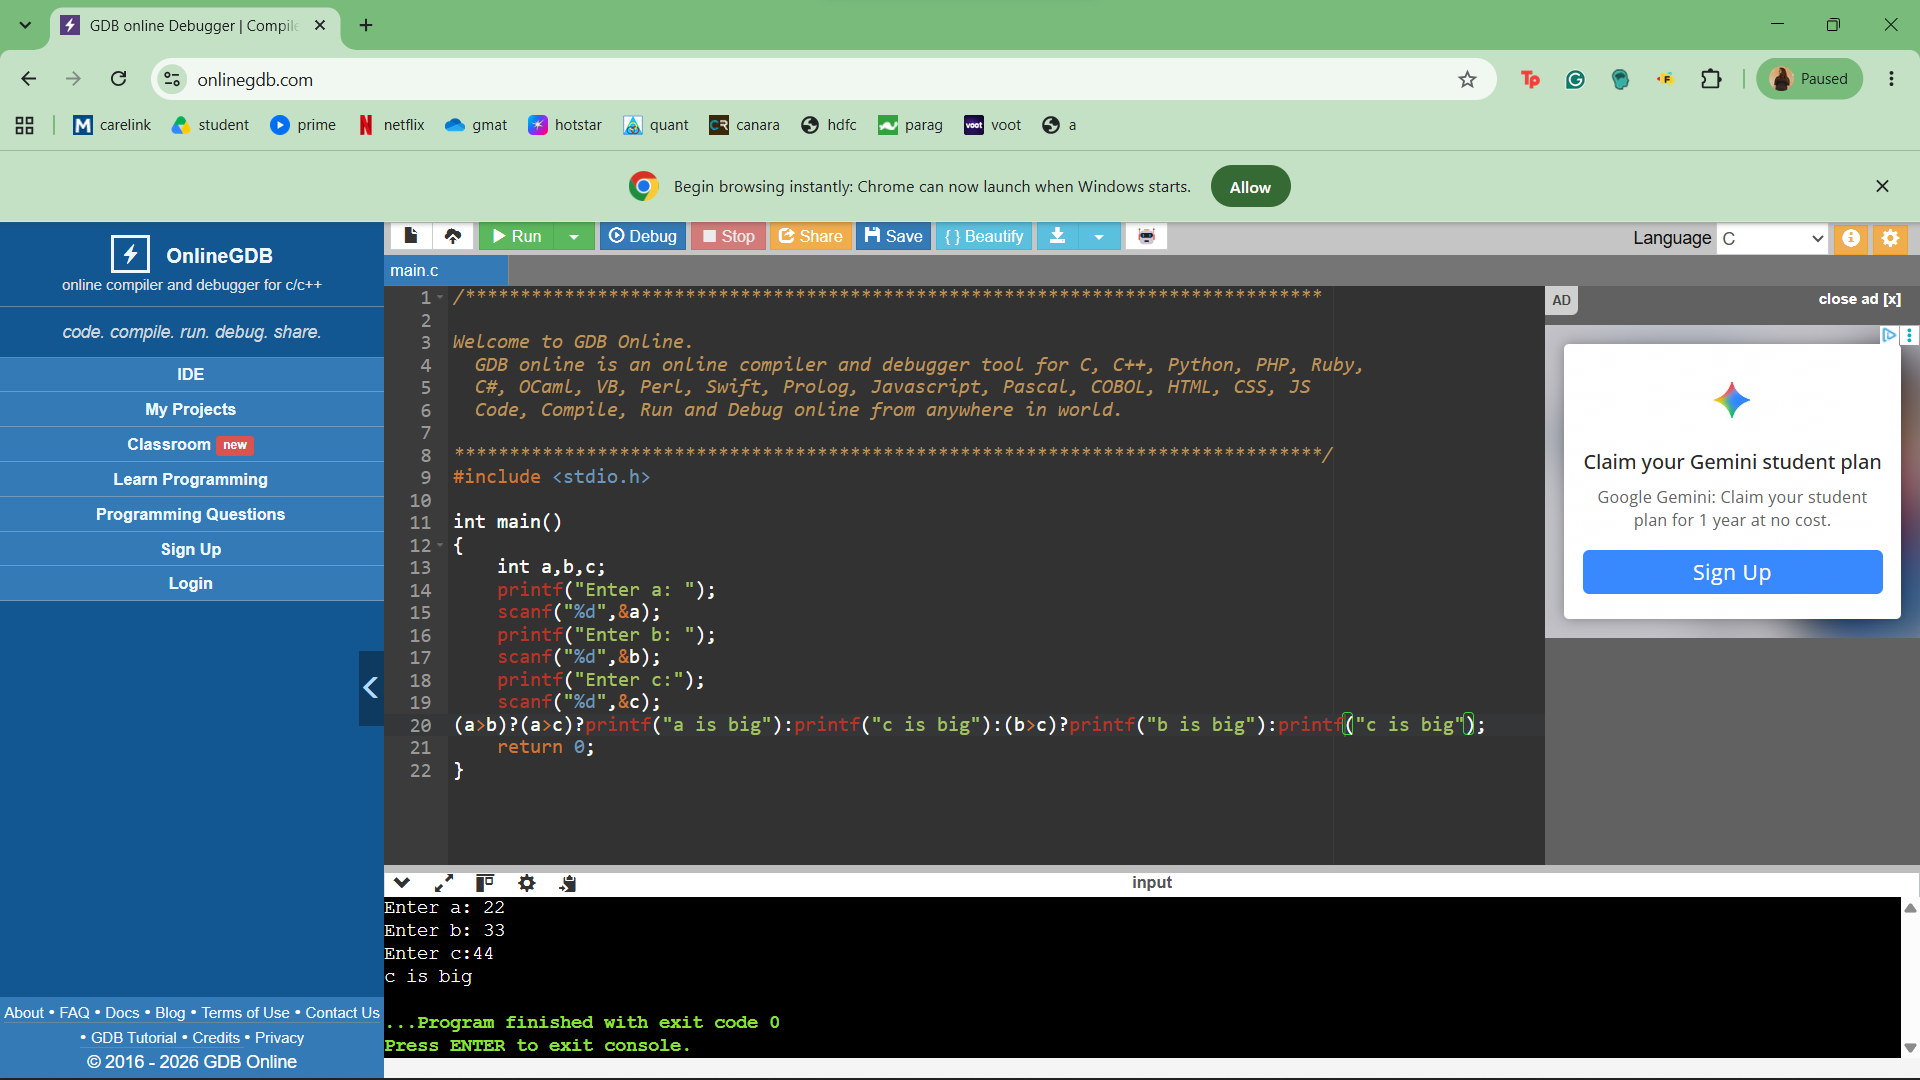 GDB online Debugger | Compile
onlinegdb.com
Tp
Paused
carelink student prime netflix gmat hotstar quant canara hdfc parag voot a
Begin browsing instantly: Chrome can now launch when Windows starts. Allow
OnlineGDB
online compiler and debugger for c/c++
code. compile. run. debug. share.
IDE
My Projects
Classroom new
Learn Programming
Programming Questions
Sign Up
Login
About • FAQ • Docs • Blog • Terms of Use • Contact Us
• GDB Tutorial • Credits • Privacy
© 2016 - 2026 GDB Online
Run Debug Stop Share Save { } Beautify
Language C
main.c
1 /******************************************************************************
2
3 Welcome to GDB Online.
4   GDB online is an online compiler and debugger tool for C, C++, Python, PHP, Ruby,
5   C#, OCaml, VB, Perl, Swift, Prolog, Javascript, Pascal, COBOL, HTML, CSS, JS
6   Code, Compile, Run and Debug online from anywhere in world.
7
8 *******************************************************************************/
9 #include <stdio.h>
10
11 int main()
12 {
13     int a,b,c;
14     printf("Enter a: ");
15     scanf("%d",&a);
16     printf("Enter b: ");
17     scanf("%d",&b);
18     printf("Enter c:");
19     scanf("%d",&c);
20 (a>b)?(a>c)?printf("a is big"):printf("c is big"):(b>c)?printf("b is big"):printf("c is big");
21     return 0;
22 }
AD
close ad [x]
Claim your Gemini student plan
Google Gemini: Claim your student
plan for 1 year at no cost.
Sign Up
input
Enter a: 22
Enter b: 33
Enter c:44
c is big
...Program finished with exit code 0
Press ENTER to exit console.